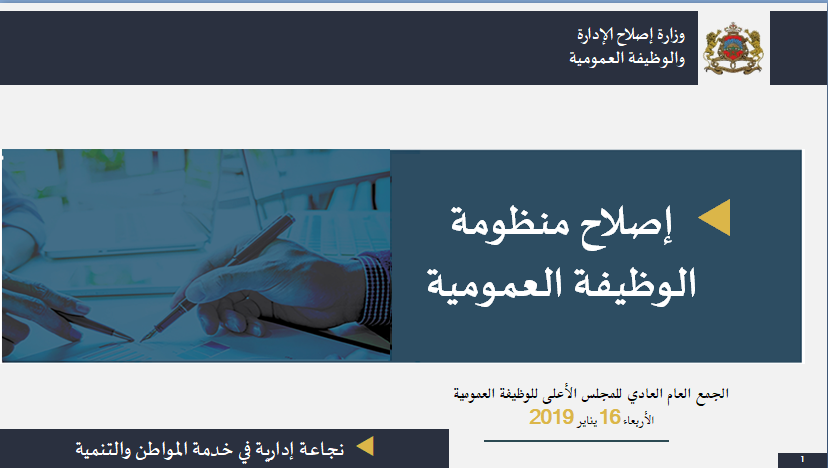 وزارة إصلاح الإدارة
والوظيفة العمومية
إصلاح منظومة
الوظيفة العمومية
الجمع العام العادي للمجلس الأعلى للوظيفة العمومية
الأربعاء 16 يناير 2019
نجاعة إدارية في خدمة المواطن والتنمية
1